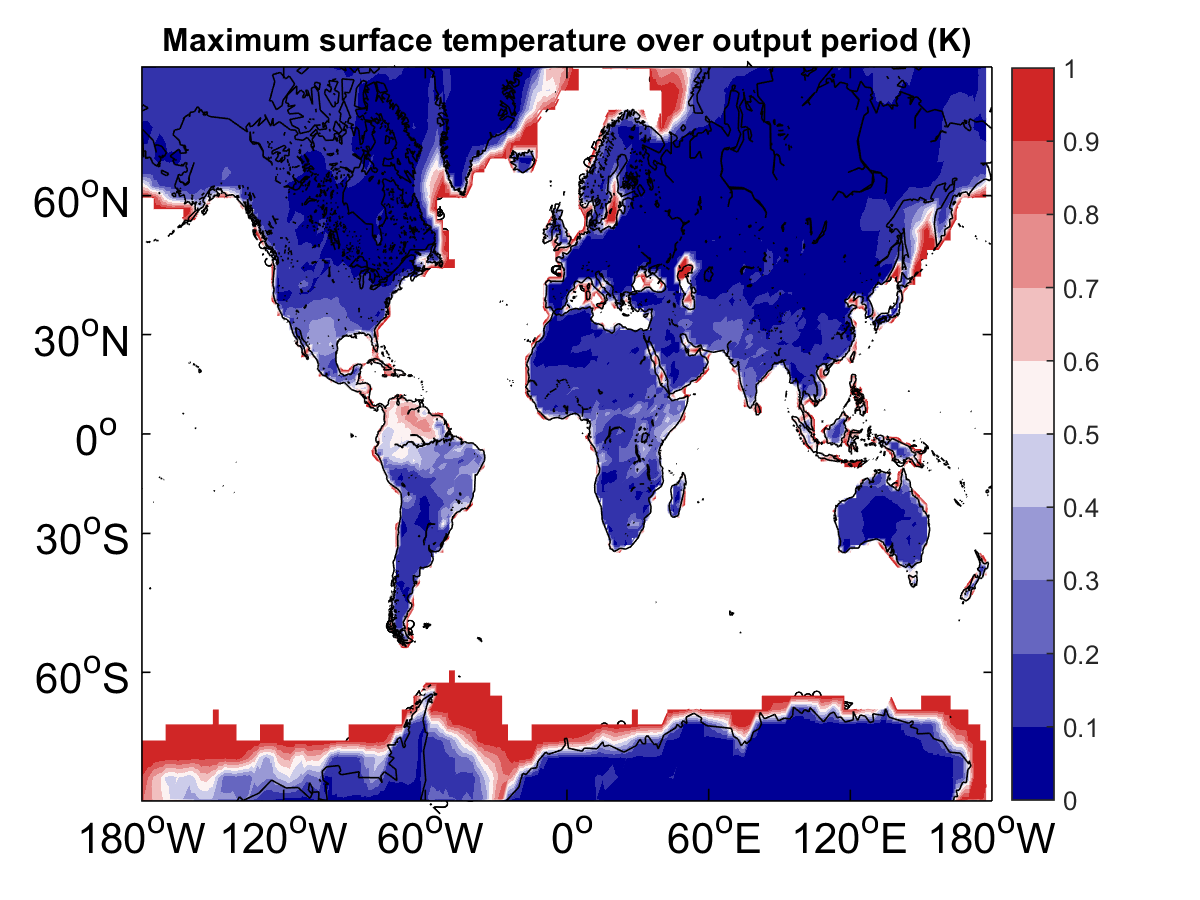 Maximum surface temperature over output period (K)
1
0.9
0.8
0.7
0.6
0.5
0.4
0.3
0.2
0.1
0
60°N
30°N
0°
30°S
60°S
180°W 120°W 60°W 0° 60°E 120°E 180°W